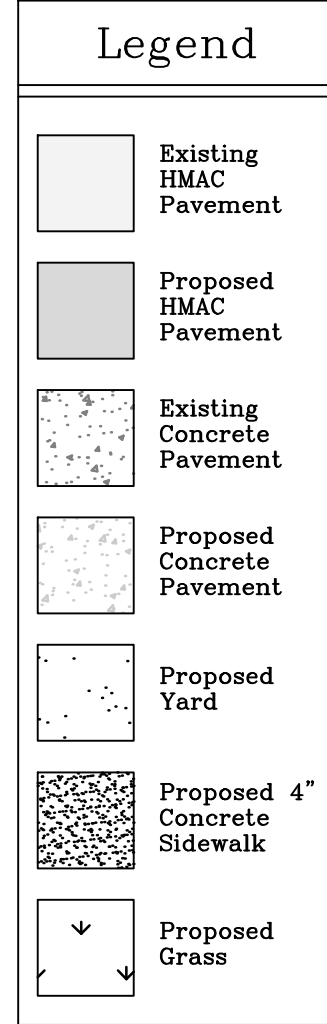 Legend
Existing
HMAC
Pavement
Proposed
HMAC
Pavement
Existing
Concrete
Pavement
Proposed
Concrete
Pavement
Proposed
Yard
Proposed 4"
Concrete
Sidewalk
Proposed
Grass